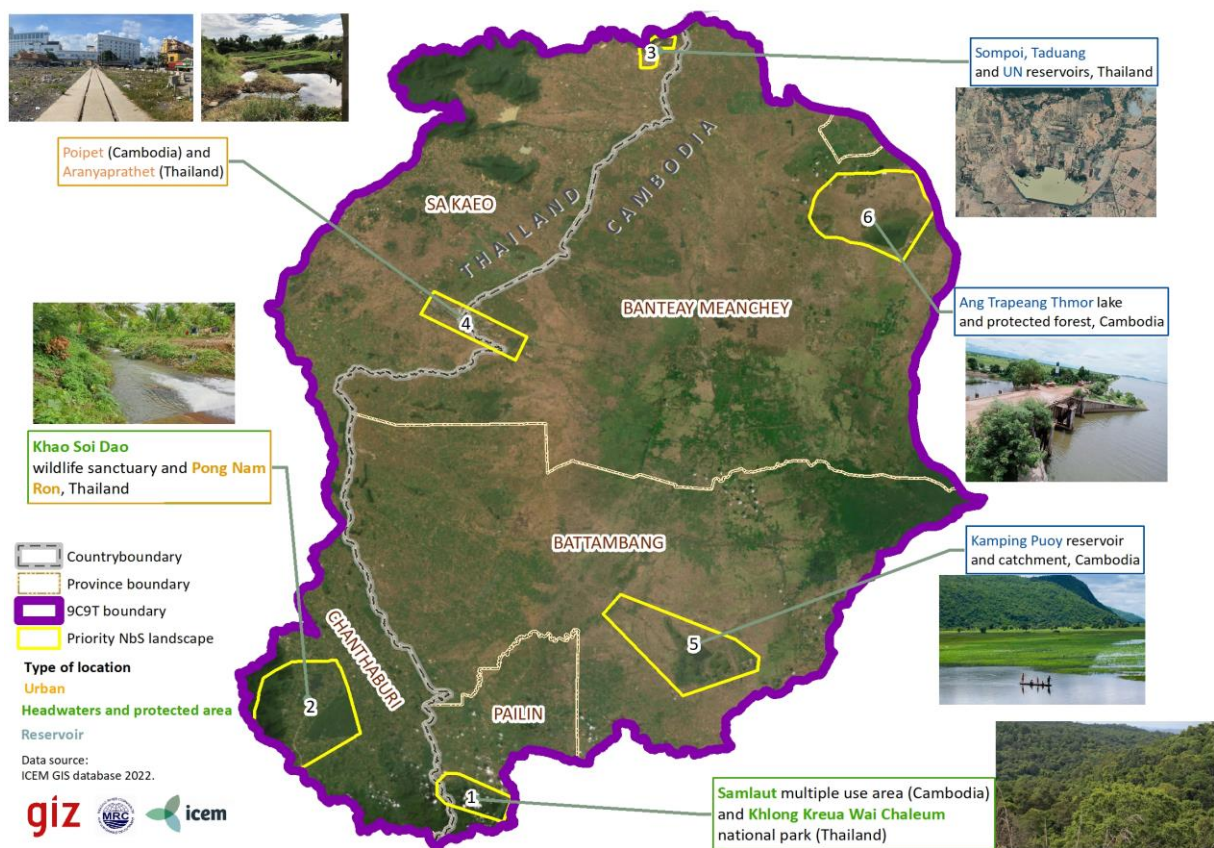 3
Sompoi, Taduang
and UN reservoirs, Thailand
Poipet (Cambodia) and
Aranyaprathet (Thailand)
SA KAEO
THAILAND
CAMBODIA
6
4
BANTEAY MEANCHEY
Ang Trapeang Thmor lake
and protected forest, Cambodia
Khao Soi Dao
wildlife sanctuary and Pong Nam
Ron, Thailand
BATTAMBANG
Kamping Puoy reservoir
and catchment, Cambodia
Countryboundary
Province boundary
9C9T boundary
Priority NbS landscape
Type of location
Urban
Headwaters and protected area
Reservoir
Data source:
ICEM GIS database 2022.
giz
MRC
icem
CHANTHABURI
5
2
PAILIN
1
Samlaut multiple use area (Cambodia)
and Khlong Kreua Wai Chaleum
national park (Thailand)